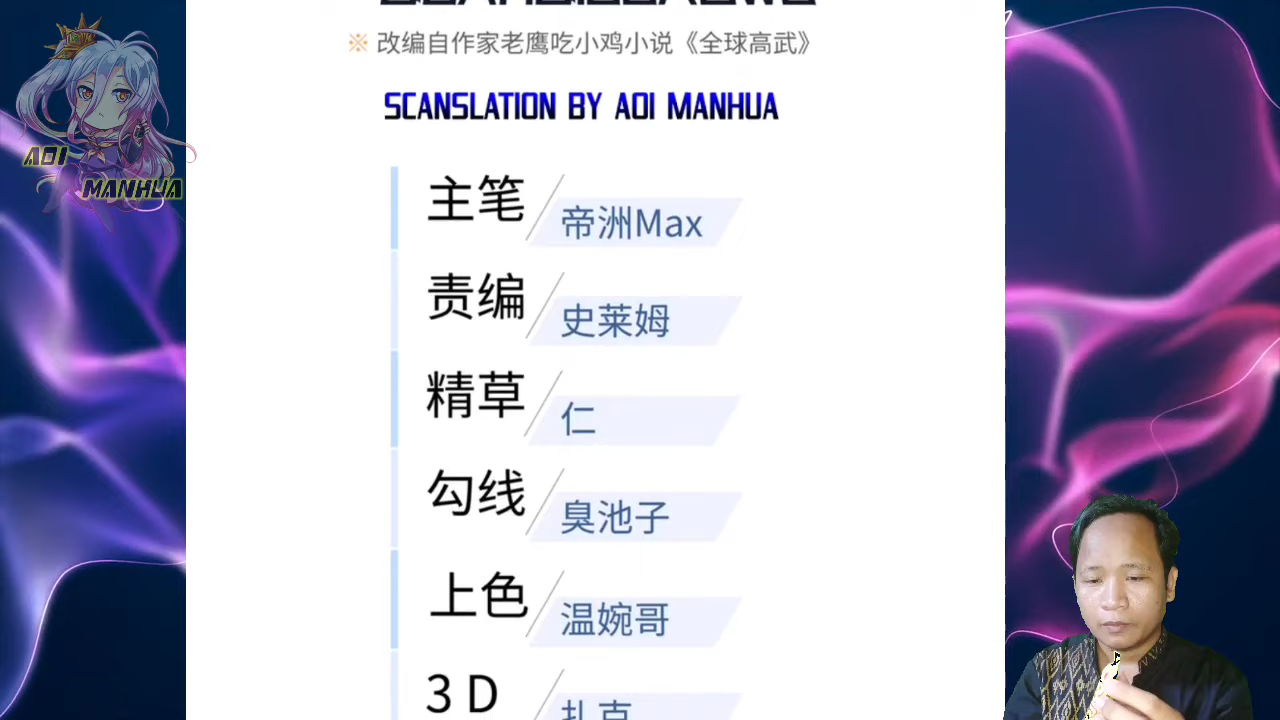 ※ 改编自作家老鹰吃小鸡小说《全球高武》
SCANSLATION BY AOI MANHUA
AOI
MANHUA
主笔 帝洲Max
责编 史莱姆
精草 仁
勾线 臭池子
上色 温婉哥
3D 扎克